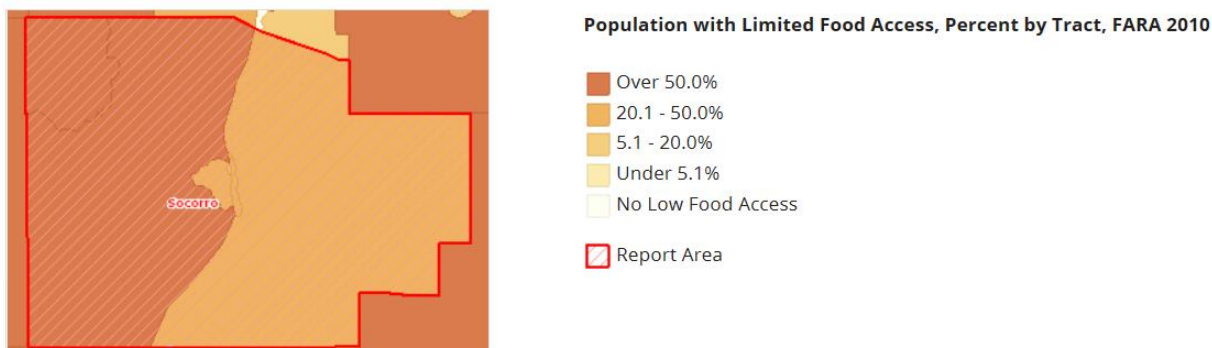 Population with Limited Food Access, Percent by Tract, FARA 2010
Over 50.0%
20.1 - 50.0%
5.1 - 20.0%
Under 5.1%
No Low Food Access
Report Area
Socorro